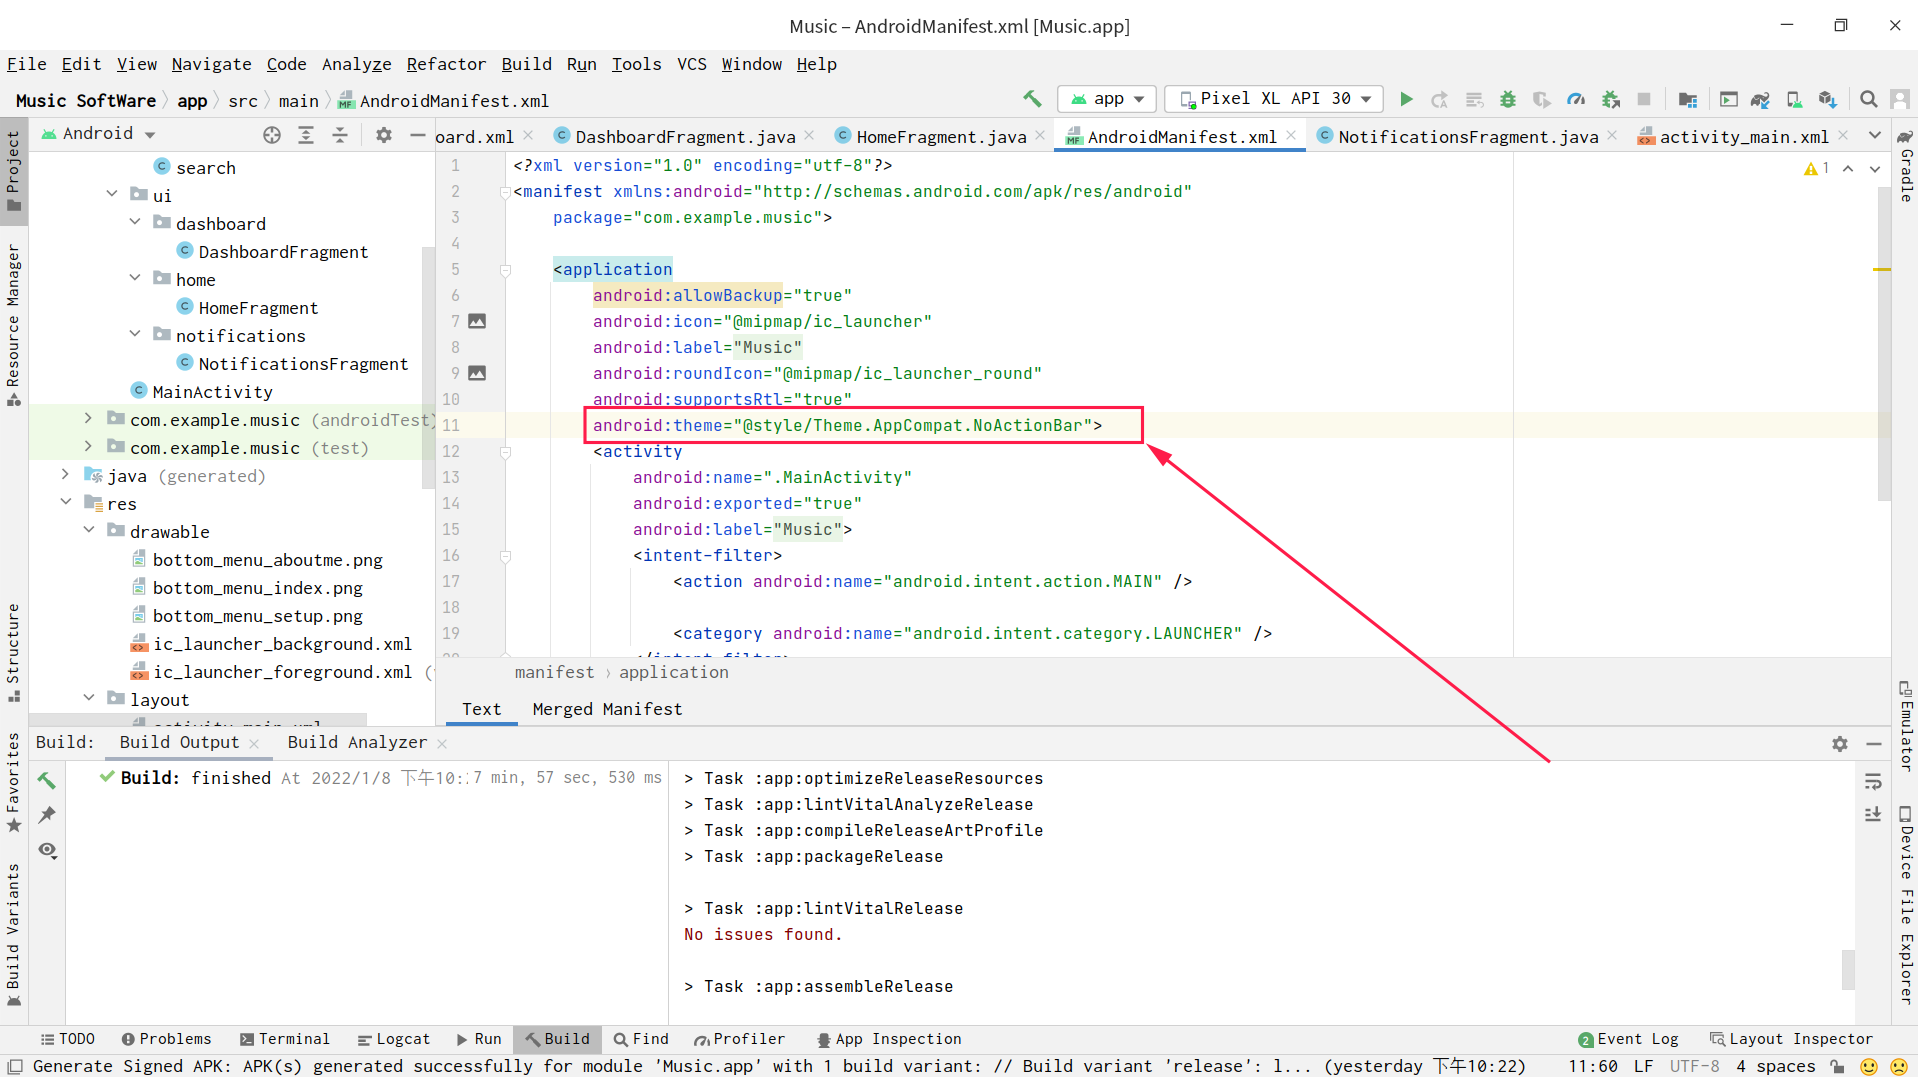 Music – AndroidManifest.xml [Music.app]
File Edit View Navigate Code Analyze Refactor Build Run Tools VCS Window Help
Music SoftWare app src main AndroidManifest.xml
app Pixel XL API 30
Android
oard.xml DashboardFragment.java HomeFragment.java AndroidManifest.xml NotificationsFragment.java activity_main.xml
Project
Resource Manager
Structure
Favorites
Build Variants
search
ui
dashboard
DashboardFragment
home
HomeFragment
notifications
NotificationsFragment
MainActivity
com.example.music (androidTest)
com.example.music (test)
java (generated)
res
drawable
bottom_menu_aboutme.png
bottom_menu_index.png
bottom_menu_setup.png
ic_launcher_background.xml
ic_launcher_foreground.xml (
layout
activity_main.xml
1 <?xml version="1.0" encoding="utf-8"?>
2 <manifest xmlns:android="http://schemas.android.com/apk/res/android"
3 package="com.example.music">
4
5 <application
6 android:allowBackup="true"
7 android:icon="@mipmap/ic_launcher"
8 android:label="Music"
9 android:roundIcon="@mipmap/ic_launcher_round"
10 android:supportsRtl="true"
11 android:theme="@style/Theme.AppCompat.NoActionBar">
12 <activity
13 android:name=".MainActivity"
14 android:exported="true"
15 android:label="Music">
16 <intent-filter>
17 <action android:name="android.intent.action.MAIN" />
18
19 <category android:name="android.intent.category.LAUNCHER" />
20 </intent-filter>
1
manifest › application
Text Merged Manifest
Gradle
Emulator
Device File Explorer
Build: Build Output Build Analyzer
Build: finished At 2022/1/8 下午10: 7 min, 57 sec, 530 ms
> Task :app:optimizeReleaseResources
> Task :app:lintVitalAnalyzeRelease
> Task :app:compileReleaseArtProfile
> Task :app:packageRelease
> Task :app:lintVitalRelease
No issues found.
> Task :app:assembleRelease
TODO Problems Terminal Logcat Run Build Find Profiler App Inspection 2 Event Log Layout Inspector
Generate Signed APK: APK(s) generated successfully for module 'Music.app' with 1 build variant: // Build variant 'release': l... (yesterday 下午10:22) 11:60 LF UTF-8 4 spaces